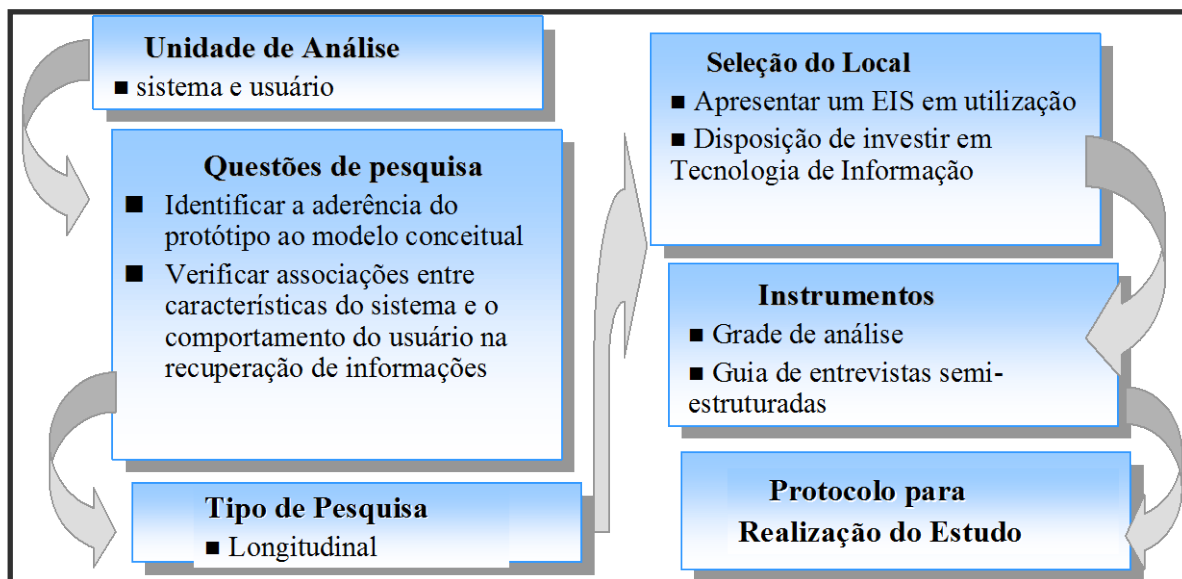 Unidade de Análise
■ sistema e usuário
Questões de pesquisa
■ Identificar a aderência do
protótipo ao modelo conceitual
■ Verificar associações entre
características do sistema e o
comportamento do usuário na
recuperação de informações
Tipo de Pesquisa
■ Longitudinal
Seleção do Local
■ Apresentar um EIS em utilização
■ Disposição de investir em
Tecnologia de Informação
Instrumentos
■ Grade de análise
■ Guia de entrevistas semi-
estruturadas
Protocolo para
Realização do Estudo